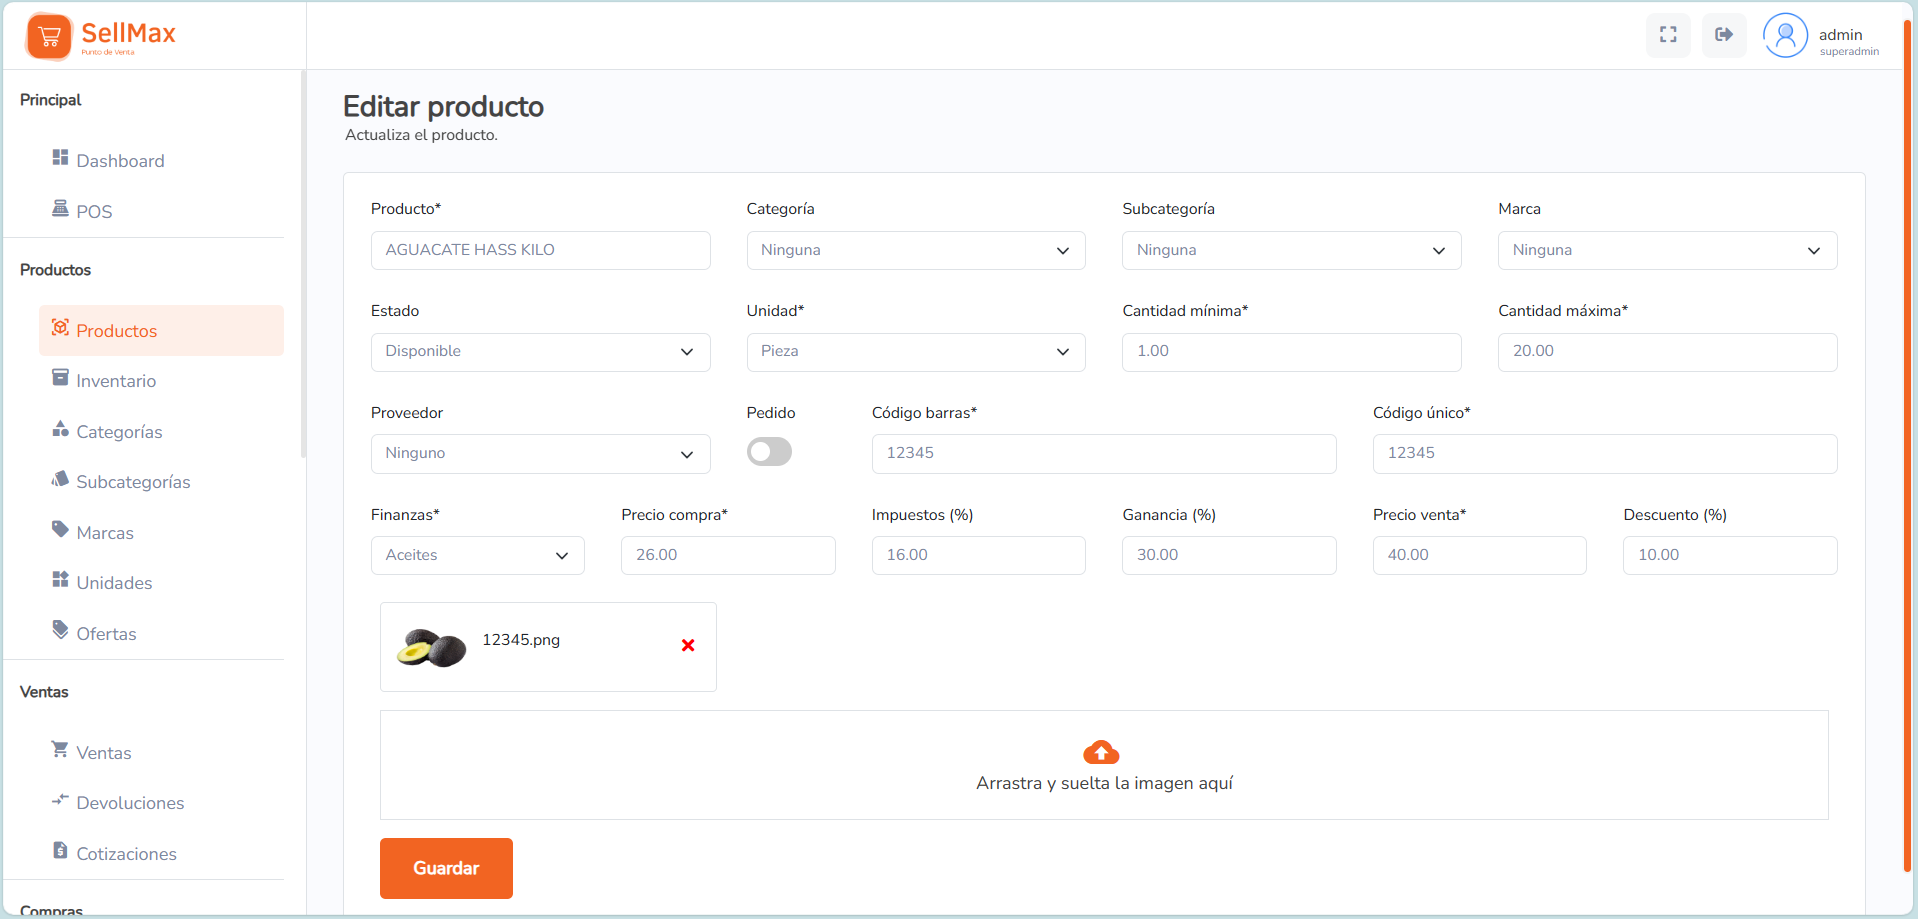 SellMax
Punto de Venta
admin
superadmin
Principal
Dashboard
POS
Productos
Productos
Inventario
Categorías
Subcategorías
Marcas
Unidades
Ofertas
Ventas
Ventas
Devoluciones
Cotizaciones
Compras
Editar producto
Actualiza el producto.
Producto* Categoría Subcategoría Marca
AGUACATE HASS KILO Ninguna Ninguna Ninguna
Estado Unidad* Cantidad mínima* Cantidad máxima*
Disponible Pieza 1.00 20.00
Proveedor Pedido Código barras* Código único*
Ninguno 12345 12345
Finanzas* Precio compra* Impuestos (%) Ganancia (%) Precio venta* Descuento (%)
Aceites 26.00 16.00 30.00 40.00 10.00
12345.png
Arrastra y suelta la imagen aquí
Guardar